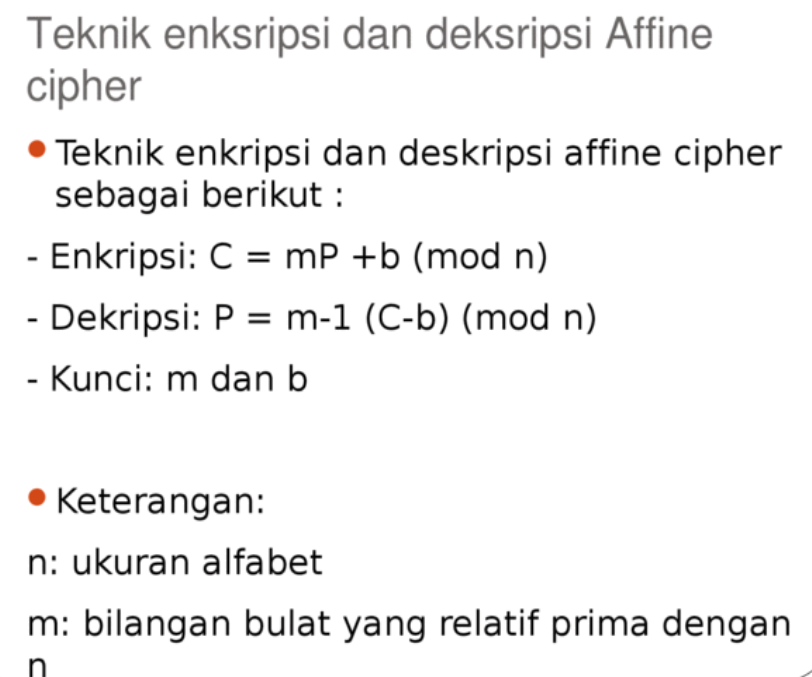 Teknik enksripsi dan deksripsi Affine
cipher
Teknik enkripsi dan deskripsi affine cipher
sebagai berikut :
- Enkripsi: C = mP +b (mod n)
- Dekripsi: P = m-1 (C-b) (mod n)
- Kunci: m dan b
Keterangan:
n: ukuran alfabet
m: bilangan bulat yang relatif prima dengan
n